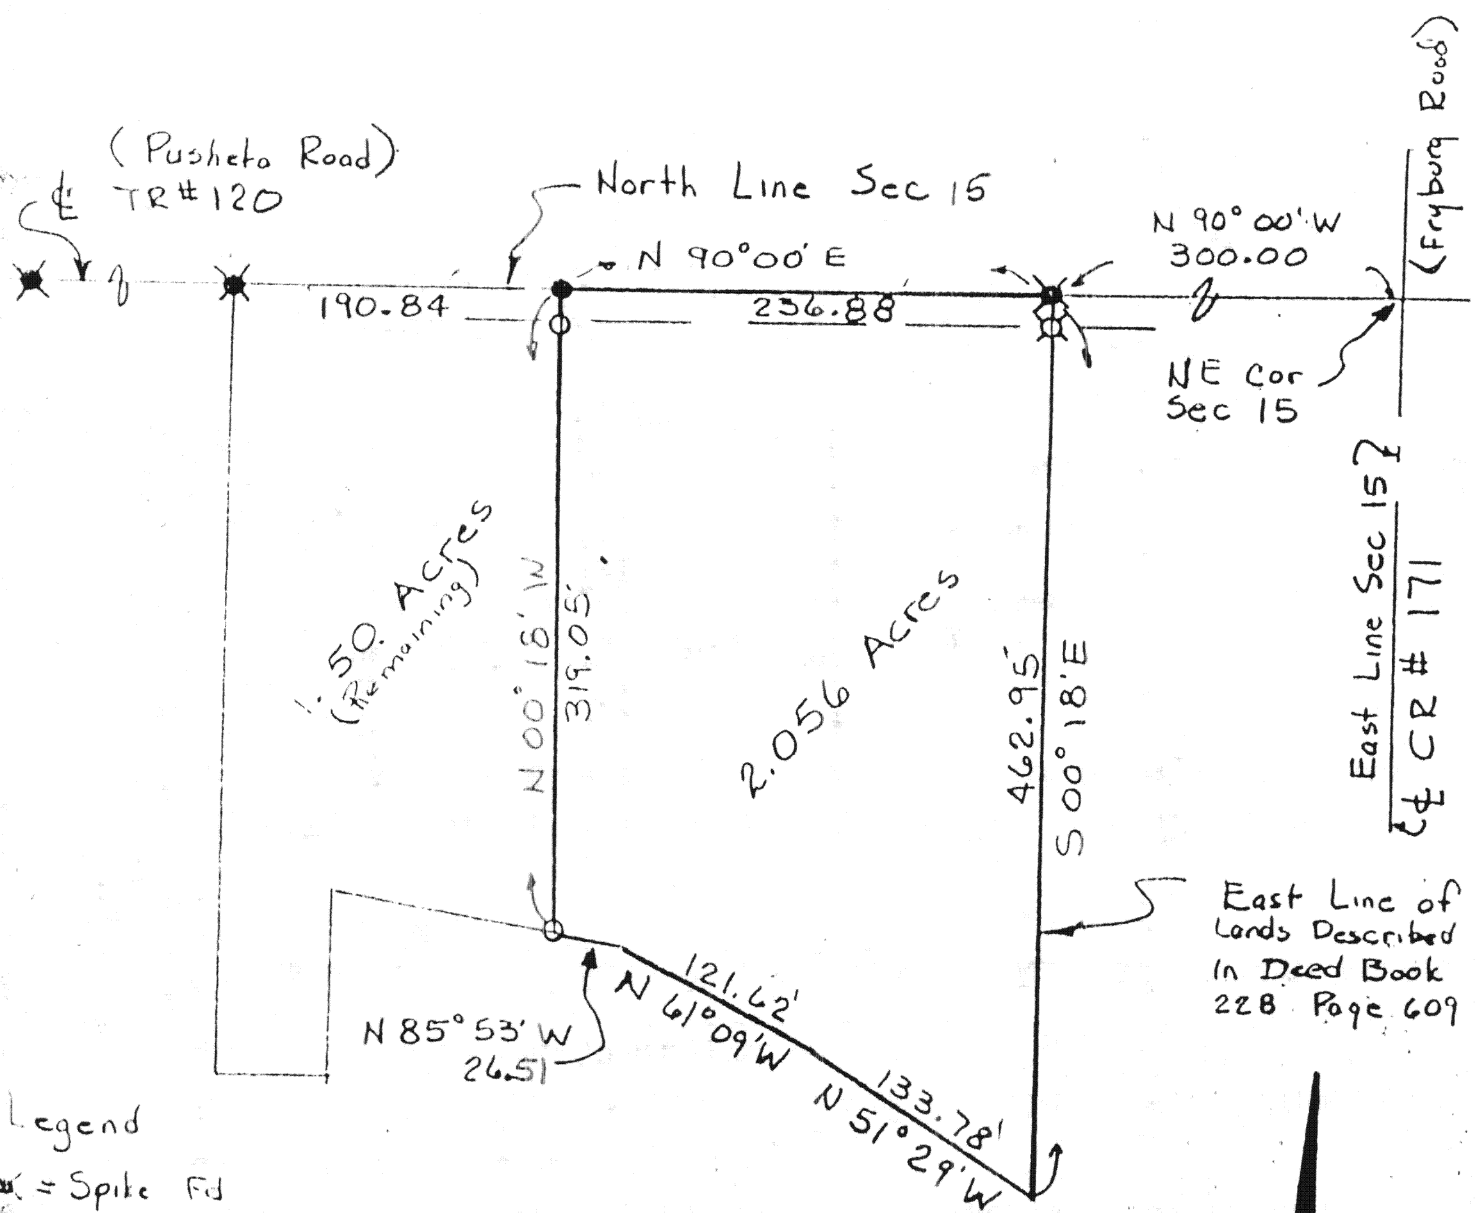 (Fryburg Road)
(Pusheta Road)
℄ TR# 120
North Line Sec 15
N 90° 00' W
300.00
N 90°00' E
190.84
236.88
NE Cor
Sec 15
1.50 Acres
(Remaining)
N 00° 18' W
319.05'
2.056 Acres
462.95'
S 00° 18' E
East Line Sec 15
℄ CR # 171
East Line of
Lands Described
In Deed Book
228 Page 609
121.62'
N 61°09'W
N 85° 53' W
26.51
133.78'
N 51° 29' W
Legend
= Spike Fd